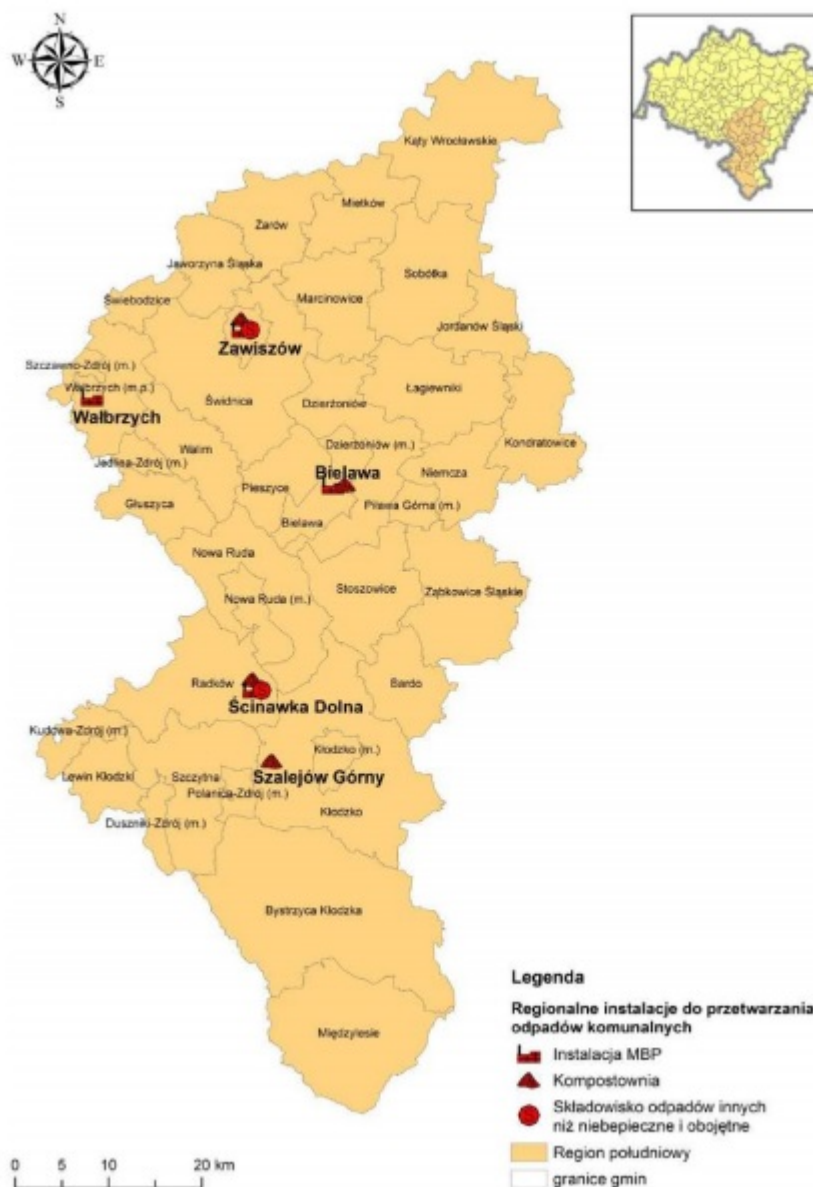 N
W E
S
Kąty Wrocławskie
Mietków
Żarów
Jaworzyna Śląska
Sobótka
Marcinowice
Świebodzice
Jordanów Śląski
Zawiszów
Szczawno-Zdrój (m.)
Łagiewniki
Wałbrzych (m.p.)
Świdnica
Dzierżoniów
Wałbrzych
Kondratowice
Dzierżoniów (m.)
Walim
Jedlina-Zdrój (m.)
Bielawa
Niemcza
Pieszyce
Głuszyca
Piława Górna (m.)
Bielawa
Nowa Ruda
Stoszowice
Ząbkowice Śląskie
Nowa Ruda (m.)
Radków
Bardo
Ścinawka Dolna
Kudowa-Zdrój (m.)
Kłodzko (m.)
Lewin Kłodzki
Szczytna
Szalejów Górny
Polanica-Zdrój (m.)
Kłodzko
Duszniki-Zdrój (m.)
Bystrzyca Kłodzka
Międzylesie
Legenda
Regionalne instalacje do przetwarzania
odpadów komunalnych
Instalacja MBP
Kompostownia
Składowisko odpadów innych
niż niebepieczne i obojętne
Region południowy
granice gmin
0 5 10 20 km